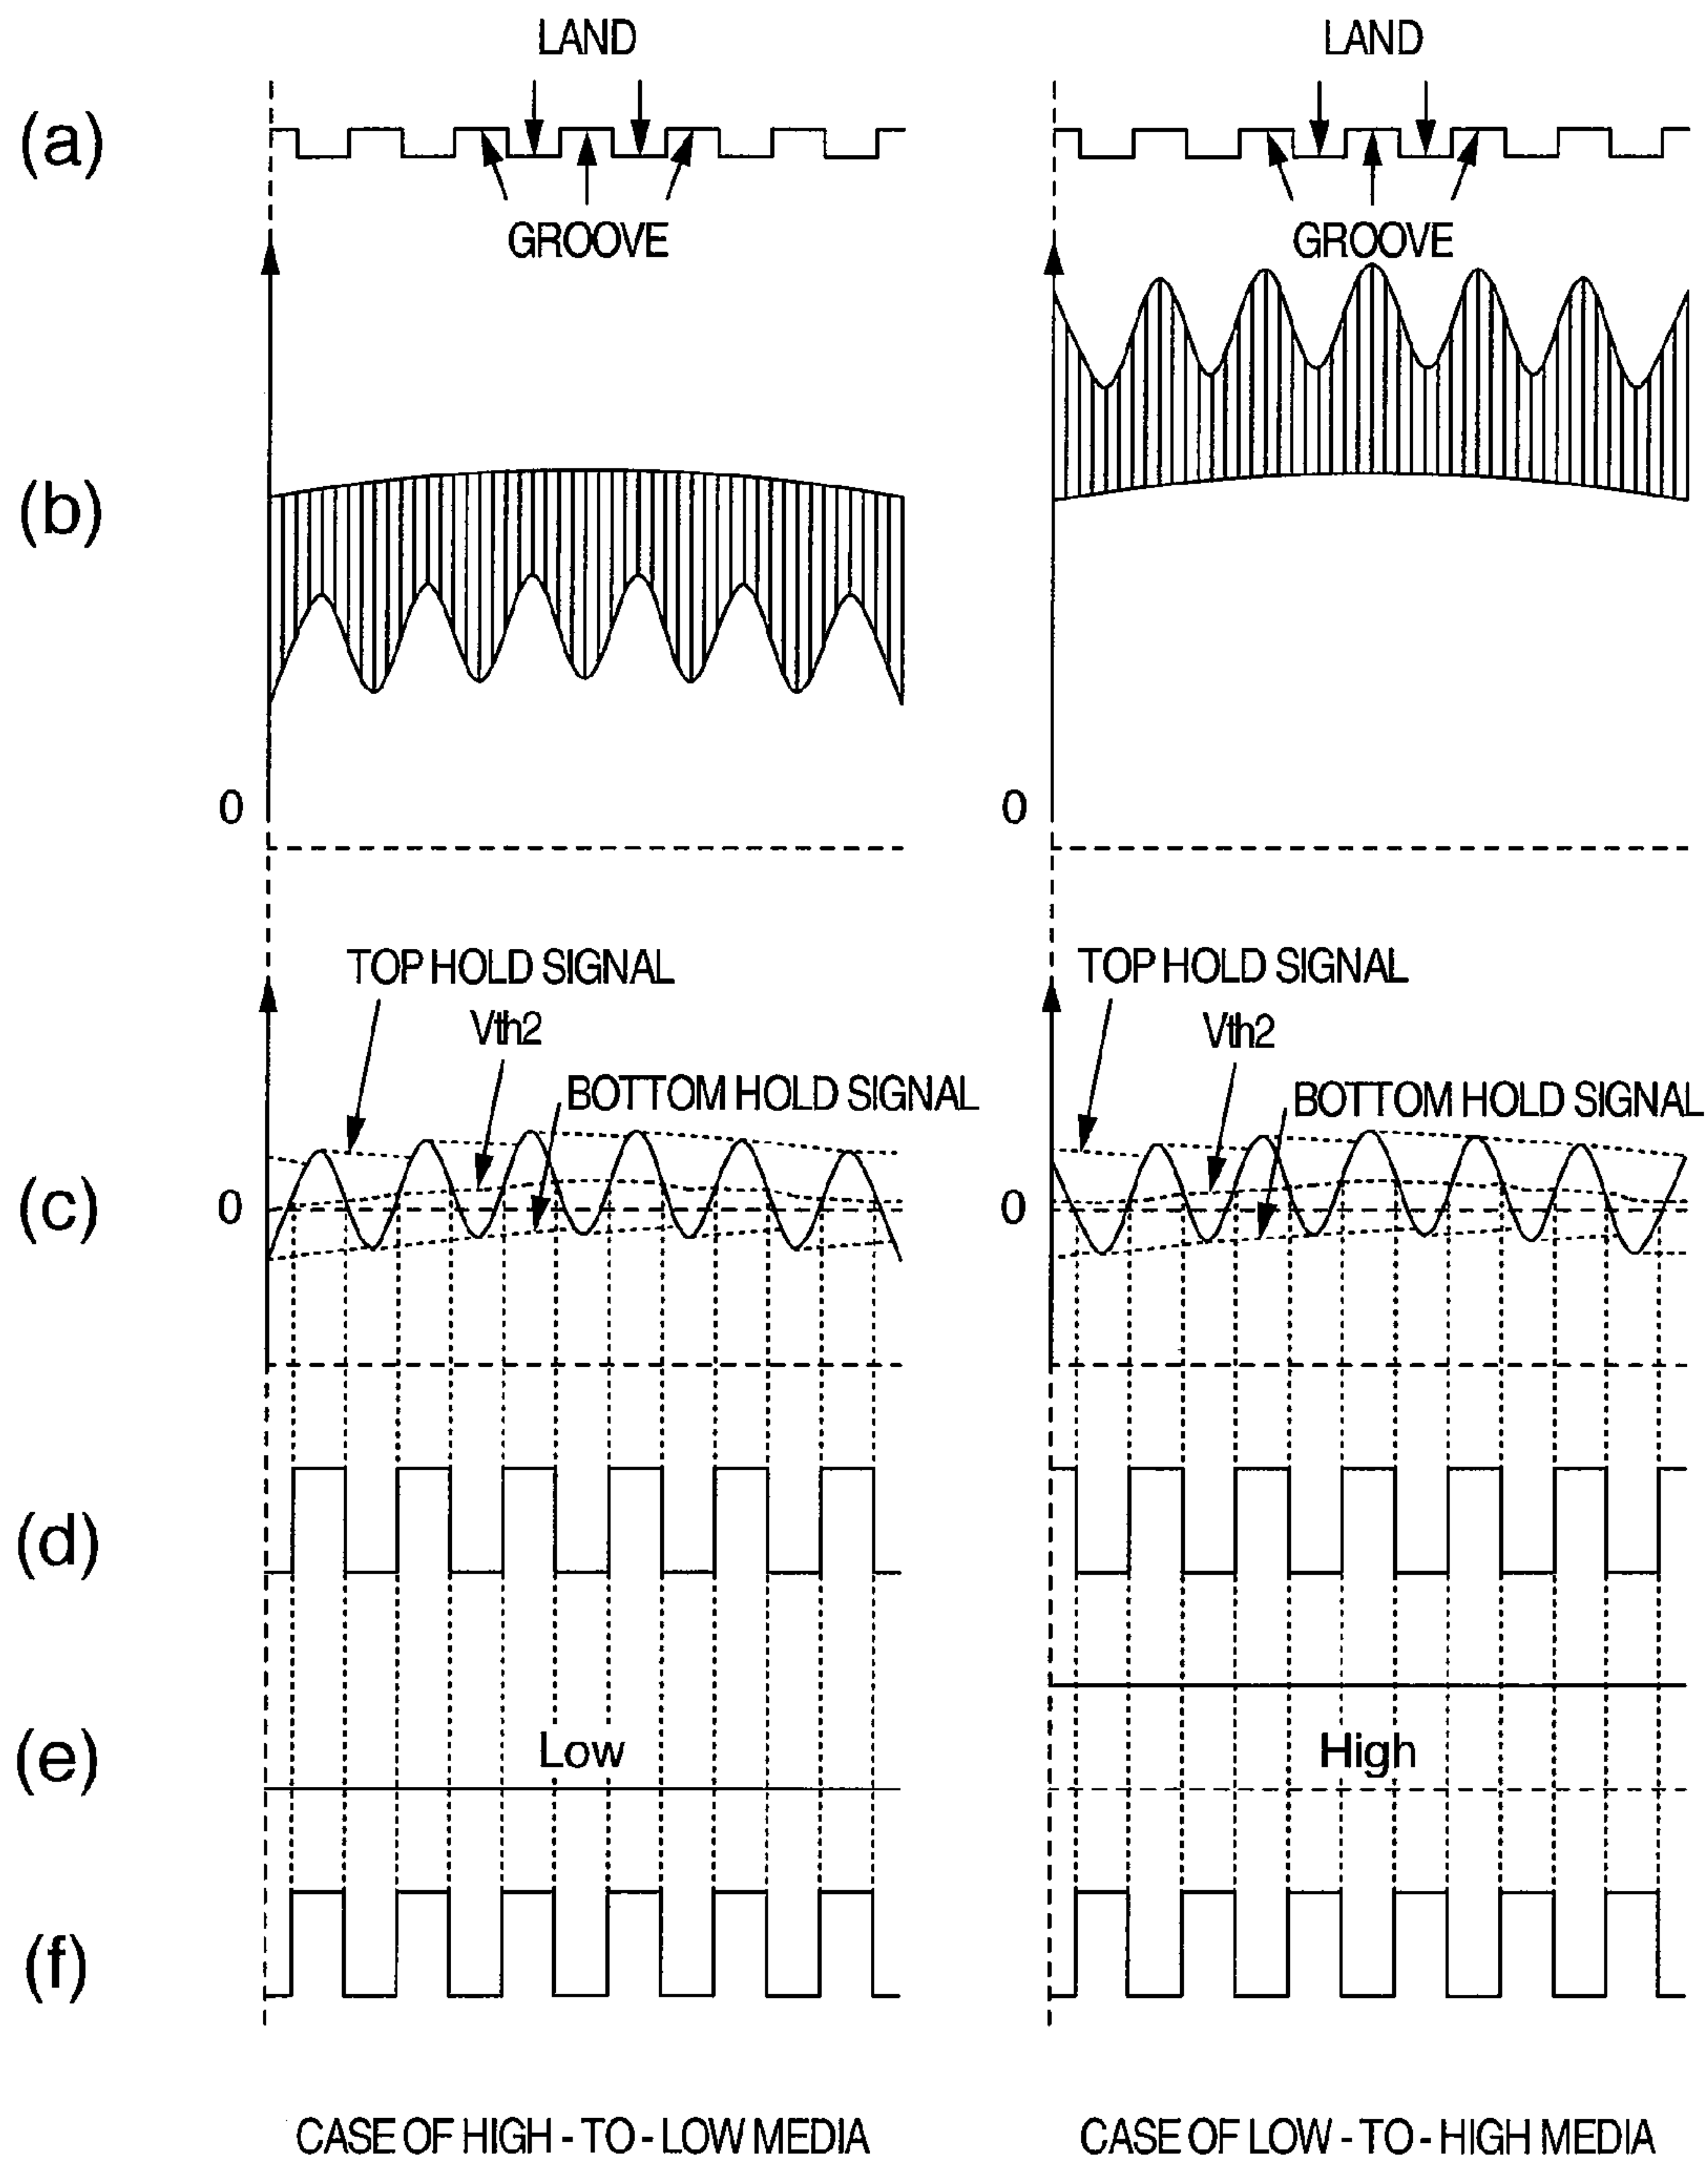 LAND LAND
(a)
GROOVE GROOVE
(b)
0 0
TOP HOLD SIGNAL TOP HOLD SIGNAL
Vth2 Vth2
BOTTOM HOLD SIGNAL BOTTOM HOLD SIGNAL
(c) 0 0
(d)
(e) Low High
(f)
CASE OF HIGH - TO - LOW MEDIA CASE OF LOW - TO - HIGH MEDIA